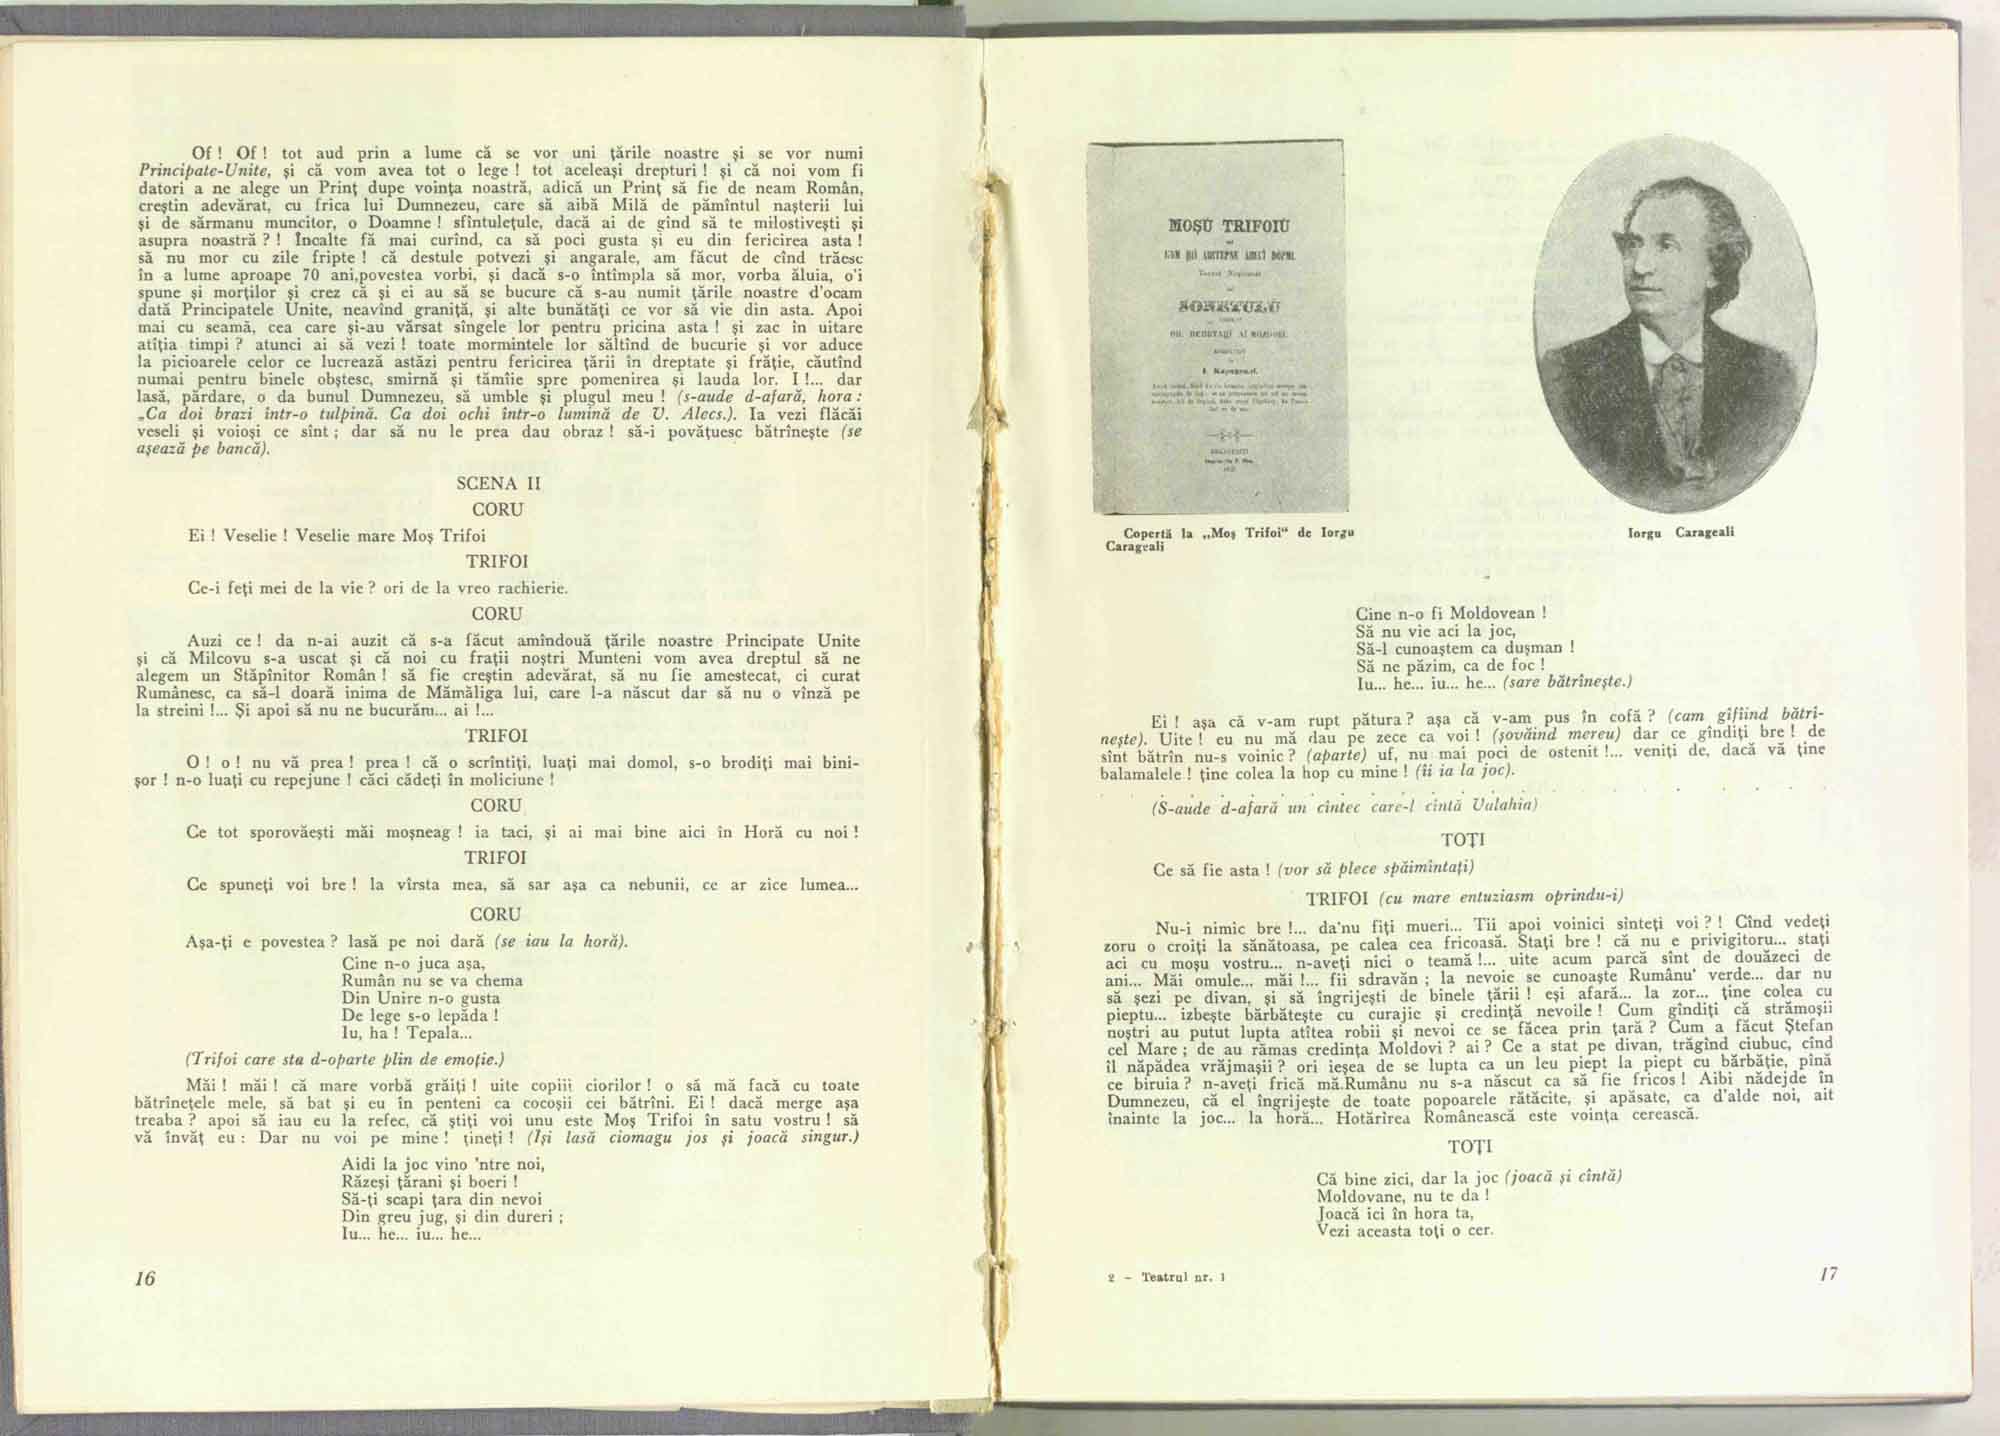 Of ! Of ! tot aud prin a lume că se vor uni ţările noastre şi se vor numi
Principate-Unite, şi că vom avea tot o lege ! tot aceleaşi drepturi ! şi că noi vom fi
datori a ne alege un Prinţ dupe voinţa noastră, adică un Prinţ să fie de neam Român,
creştin adevărat, cu frica lui Dumnezeu, care să aibă Milă de pămîntul naşterii lui
şi de sărmanu muncitor, o Doamne ! sfîntuleţule, dacă ai de gînd să te milostiveşti şi
asupra noastră ? ! Încalte fă mai curînd, ca să poci gusta şi eu din fericirea asta !
să nu mor cu zile fripte ! că destule potvezi şi angarale, am făcut de cînd trăesc
în a lume aproape 70 ani,povestea vorbi, şi dacă s-o întîmpla să mor, vorba ăluia, o'i
spune şi morţilor şi crez că şi ei au să se bucure că s-au numit ţările noastre d'ocam
dată Principatele Unite, neavînd graniţă, şi alte bunătăţi ce vor să vie din asta. Apoi
mai cu seamă, cea care şi-au vărsat sîngele lor pentru pricina asta ! şi zac în uitare
atîţia timpi ? atunci ai să vezi ! toate mormintele lor săltînd de bucurie şi vor aduce
la picioarele celor ce lucrează astăzi pentru fericirea ţării în dreptate şi frăţie, căutînd
numai pentru binele obştesc, smirnă şi tămîie spre pomenirea şi lauda lor. I !... dar
lasă, părdare, o da bunul Dumnezeu, să umble şi plugul meu ! (s-aude d-afară, hora :
„Ca doi brazi într-o tulpină. Ca doi ochi într-o lumină de V. Alecs.). Ia vezi flăcăi
veseli şi voioşi ce sînt ; dar să nu le prea dau obraz ! să-i povăţuesc bătrîneşte (se
aşează pe bancă).
SCENA II
CORU
Ei ! Veselie ! Veselie mare Moş Trifoi
TRIFOI
Ce-i feţi mei de la vie ? ori de la vreo rachierie.
CORU
Auzi ce ! da n-ai auzit că s-a făcut amîndouă ţările noastre Principate Unite
şi că Milcovu s-a uscat şi că noi cu fraţii noştri Munteni vom avea dreptul să ne
alegem un Stăpînitor Român ! să fie creştin adevărat, să nu fie amestecat, ci curat
Rumânesc, ca să-l doară inima de Mămăliga lui, care l-a născut dar să nu o vînză pe
la streini !... Şi apoi să nu ne bucurăm... ai !...
TRIFOI
O ! o ! nu vă prea ! prea ! că o scrîntiţi, luaţi mai domol, s-o brodiţi mai bini-
şor ! n-o luaţi cu repejune ! căci cădeţi în moliciune !
CORU
Ce tot sporovăeşti măi moşneag ! ia taci, şi ai mai bine aici în Horă cu noi !
TRIFOI
Ce spuneţi voi bre ! la vîrsta mea, să sar aşa ca nebunii, ce ar zice lumea...
CORU
Aşa-ţi e povestea ? lasă pe noi dară (se iau la horă).
Cine n-o juca aşa,
Rumân nu se va chema
Din Unire n-o gusta
De lege s-o lepăda !
Iu, ha ! Tepala...
(Trifoi care sta d-oparte plin de emoţie.)
Măi ! măi ! că mare vorbă grăiţi ! uite copiii ciorilor ! o să mă facă cu toate
bătrîneţele mele, să bat şi eu în penteni ca cocoşii cei bătrîni. Ei ! dacă merge aşa
treaba ? apoi să iau eu la refec, că ştiţi voi unu este Moş Trifoi în satu vostru ! să
vă învăţ eu : Dar nu voi pe mine ! ţineţi ! (Îşi lasă ciomagu jos şi joacă singur.)
Aidi la joc vino 'ntre noi,
Răzeşi ţărani şi boeri !
Să-ţi scapi ţara din nevoi
Din greu jug, şi din dureri ;
Iu... he... iu... he...
16
MOŞŬ TRIFOIŬ
SONETULŬ
Copertă la „Moş Trifoi“ de Iorgu
Carageali
Iorgu Carageali
Cine n-o fi Moldovean !
Să nu vie aci la joc,
Să-l cunoaştem ca duşman !
Să ne păzim, ca de foc !
Iu... he... iu... he... (sare bătrîneşte.)
Ei ! aşa că v-am rupt pătura ? aşa că v-am pus în cofă ? (cam gîfîind bătrî-
neşte). Uite ! eu nu mă dau pe zece ca voi ! (şovăind mereu) dar ce gîndiţi bre ! de
sînt bătrîn nu-s voinic ? (aparte) uf, nu mai poci de ostenit !... veniţi de, dacă vă ţine
balamalele ! ţine colea la hop cu mine ! (îi ia la joc).
(S-aude d-afară un cîntec care-l cîntă Valahia)
TOŢI
Ce să fie asta ! (vor să plece spăimîntaţi)
TRIFOI (cu mare entuziasm oprindu-i)
Nu-i nimic bre !... da'nu fiţi mueri... Tii apoi voinici sînteţi voi ? ! Cînd vedeţi
zoru o croiţi la sănătoasa, pe calea cea fricoasă. Staţi bre ! că nu e privigitoru... staţi
aci cu moşu vostru... n-aveţi nici o teamă !... uite acum parcă sînt de douăzeci de
ani... Măi omule... măi !... fii sdravăn ; la nevoie se cunoaşte Rumânu' verde... dar nu
să şezi pe divan, şi să îngrijeşti de binele ţării ! eşi afară... la zor... ţine colea cu
pieptu... izbeşte bărbăteşte cu curajie şi credinţă nevoile ! Cum gîndiţi că strămoşii
noştri au putut lupta atîtea robii şi nevoi ce se făcea prin ţară ? Cum a făcut Ştefan
cel Mare ; de au rămas credinţa Moldovi ? ai ? Ce a stat pe divan, trăgînd ciubuc, cînd
îl năpădea vrăjmaşii ? ori ieşea de se lupta ca un leu piept la piept cu bărbăţie, pînă
ce biruia ? n-aveţi frică mă.Rumânu nu s-a născut ca să fie fricos ! Aibi nădejde în
Dumnezeu, că el îngrijeşte de toate popoarele rătăcite, şi apăsate, ca d'alde noi, ait
înainte la joc... la horă... Hotărîrea Românească este voinţa cerească.
TOŢI
Că bine zici, dar la joc (joacă şi cîntă)
Moldovane, nu te da !
Joacă ici în hora ta,
Vezi aceasta toţi o cer.
2 – Teatrul nr. 1
17